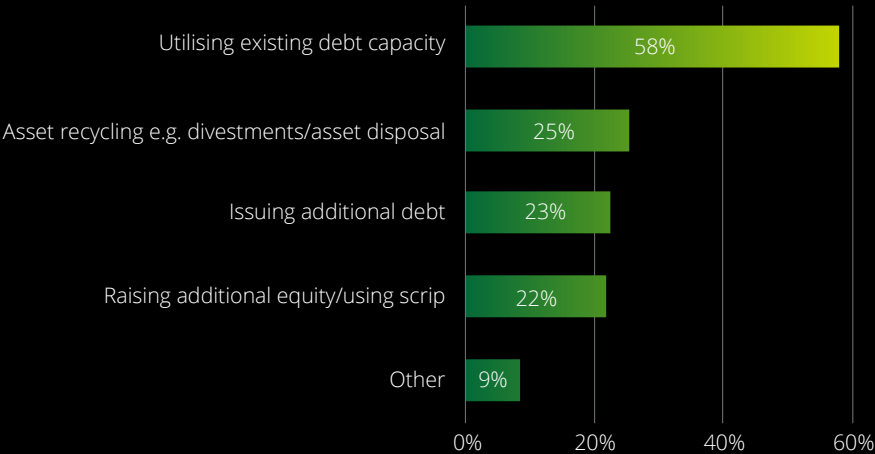 Utilising existing debt capacity
58%
Asset recycling e.g. divestments/asset disposal
25%
Issuing additional debt
23%
Raising additional equity/using scrip
22%
Other
9%
0% 20% 40% 60%